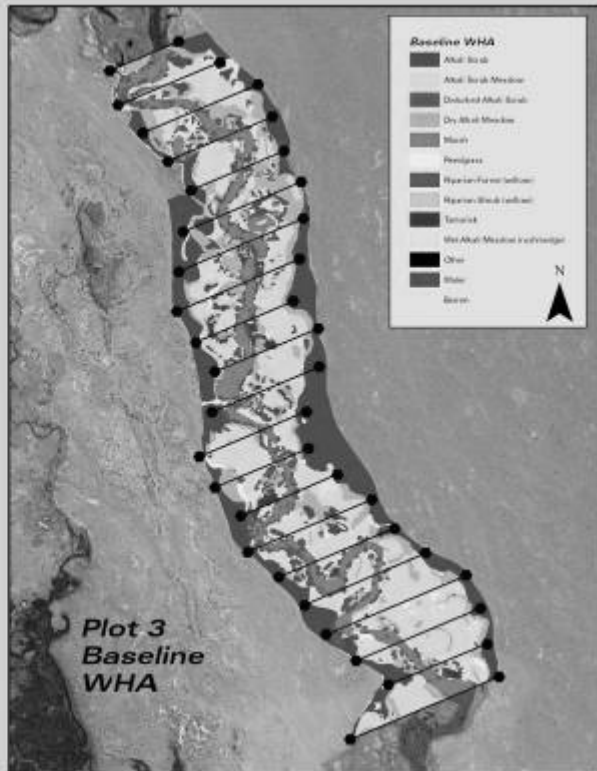 Baseline WHA
Alkali Scrub
Alkali Scrub Meadow
Disturbed Alkali Scrub
Dry Alkali Meadow
Marsh
Reedgrass
Riparian Forest (willow)
Riparian Shrub (willow)
Tamarisk
Wet Alkali Meadow (rush/sedge)
Other
Water
Barren
N
Plot 3
Baseline
WHA